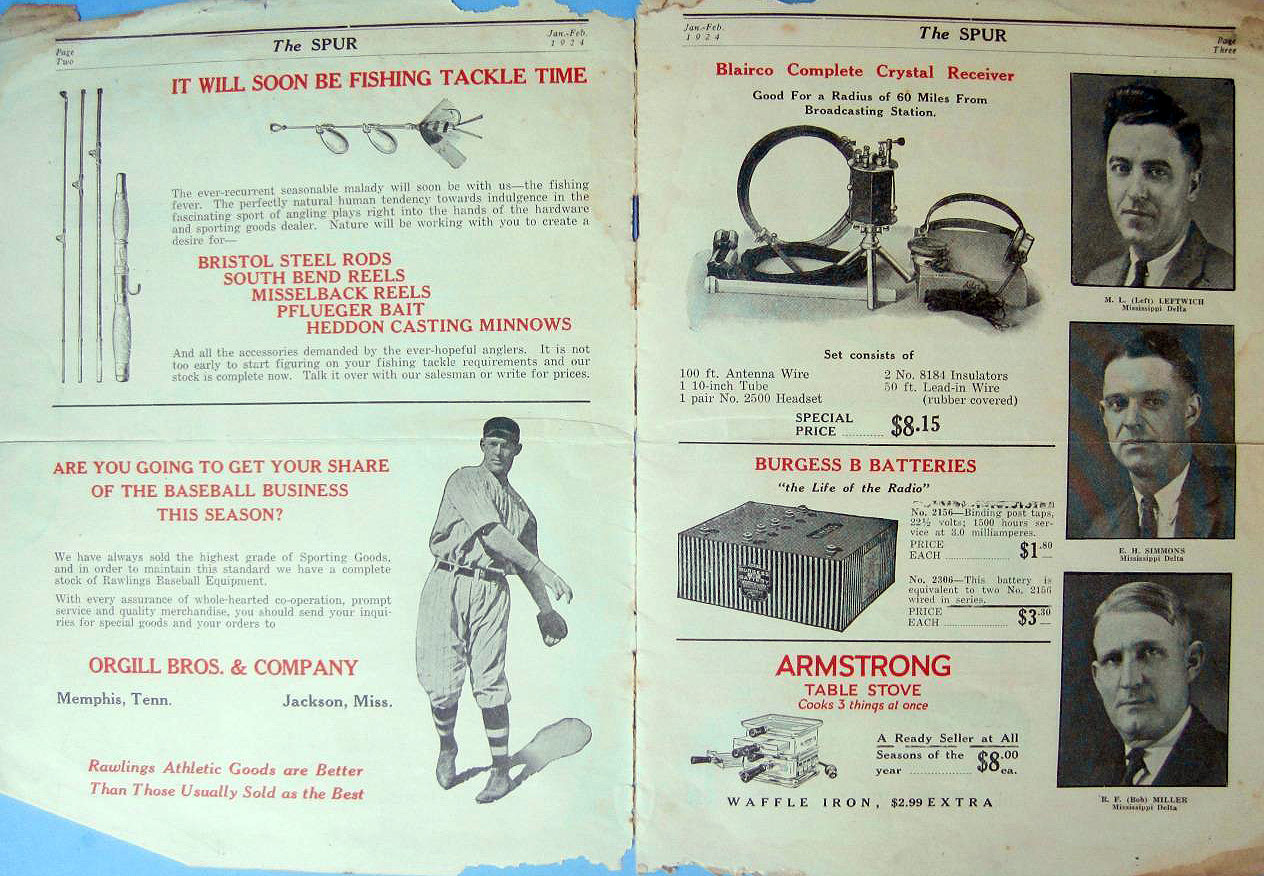 Page
Two
The SPUR
Jan.-Feb.
1924
IT WILL SOON BE FISHING TACKLE TIME
The ever-recurrent seasonable malady will soon be with us—the fishing
fever. The perfectly natural human tendency towards indulgence in the
fascinating sport of angling plays right into the hands of the hardware
and sporting goods dealer. Nature will be working with you to create a
desire for—
BRISTOL STEEL RODS
SOUTH BEND REELS
MISSELBACK REELS
PFLUEGER BAIT
HEDDON CASTING MINNOWS
And all the accessories demanded by the ever-hopeful anglers. It is not
too early to start figuring on your fishing tackle requirements and our
stock is complete now. Talk it over with our salesman or write for prices.
ARE YOU GOING TO GET YOUR SHARE
OF THE BASEBALL BUSINESS
THIS SEASON?
We have always sold the highest grade of Sporting Goods,
and in order to maintain this standard we have a complete
stock of Rawlings Baseball Equipment.
With every assurance of whole-hearted co-operation, prompt
service and quality merchandise, you should send your inqui-
ries for special goods and your orders to
ORGILL BROS. & COMPANY
Memphis, Tenn. Jackson, Miss.
Rawlings Athletic Goods are Better
Than Those Usually Sold as the Best
Jan.-Feb.
1924
The SPUR
Page
Three
Blairco Complete Crystal Receiver
Good For a Radius of 60 Miles From
Broadcasting Station.
Set consists of
100 ft. Antenna Wire
1 10-inch Tube
1 pair No. 2500 Headset
2 No. 8184 Insulators
50 ft. Lead-in Wire
(rubber covered)
SPECIAL
PRICE ........... $8.15
BURGESS B BATTERIES
"the Life of the Radio"
No. 2156—Binding post taps,
22½ volts; 1500 hours ser-
vice at 3.0 milliamperes.
PRICE
EACH ........... $1.80
No. 2306—This battery is
equivalent to two No. 2156
wired in series.
PRICE
EACH ........... $3.30
BURGESS
"B" BATTERY
ARMSTRONG
TABLE STOVE
Cooks 3 things at once
A Ready Seller at All
Seasons of the
year ........... $8.00
ea.
WAFFLE IRON, $2.99 EXTRA
M. L. (Left) LEFTWICH
Mississippi Delta
E. H. SIMMONS
Mississippi Delta
R. F. (Bob) MILLER
Mississippi Delta